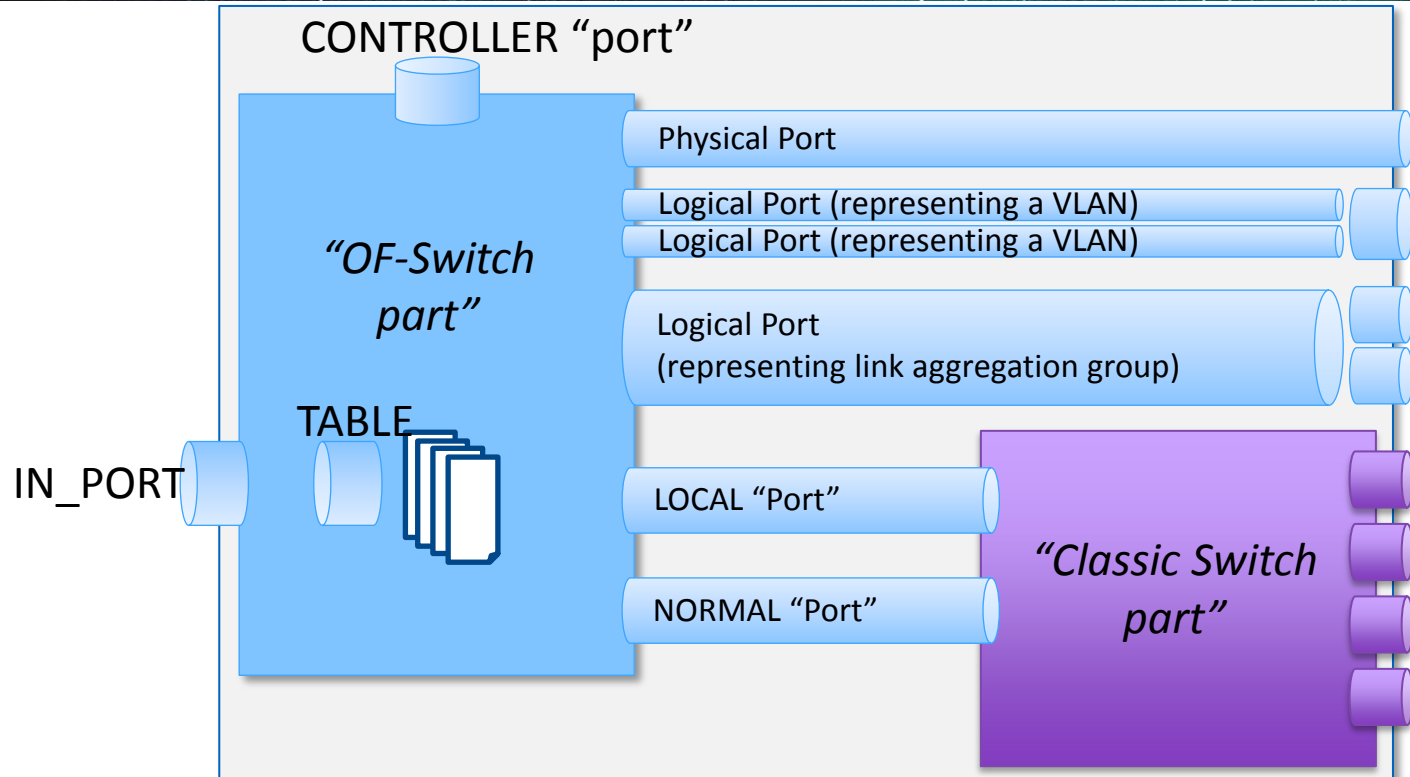 CONTROLLER “port”
Physical Port
Logical Port (representing a VLAN)
Logical Port (representing a VLAN)
“OF-Switch
part”
Logical Port
(representing link aggregation group)
TABLE
IN_PORT
LOCAL “Port”
NORMAL “Port”
“Classic Switch
part”